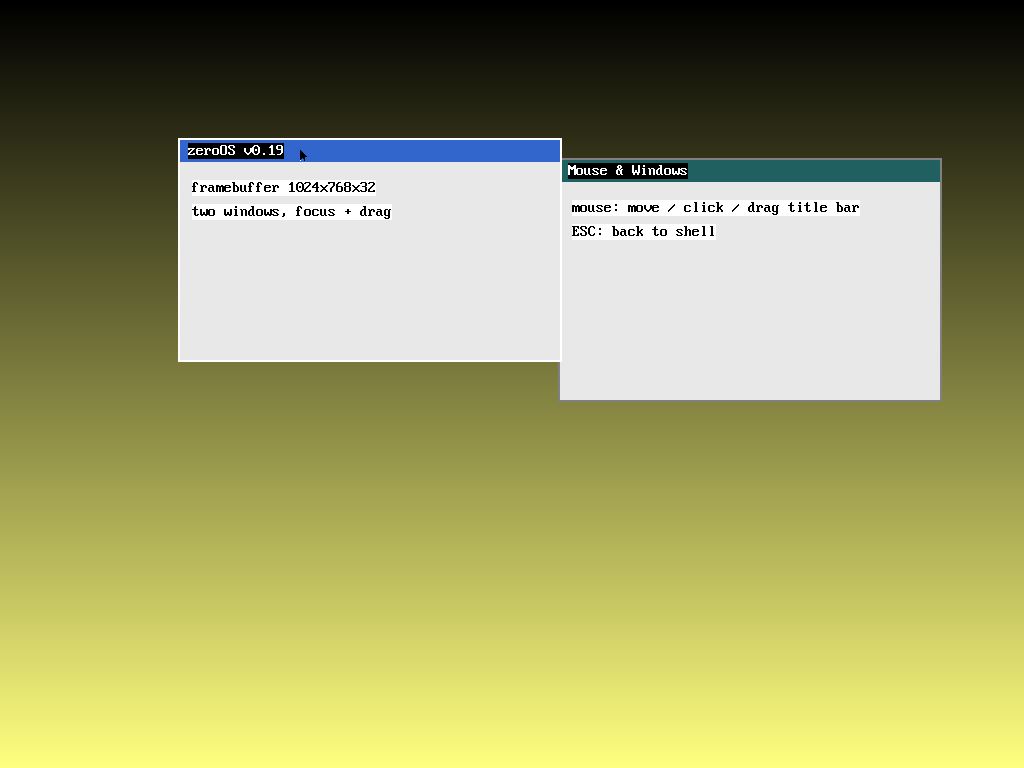 zeroOS v0.19
framebuffer 1024x768x32
two windows, focus + drag
Mouse & Windows
mouse: move / click / drag title bar
ESC: back to shell